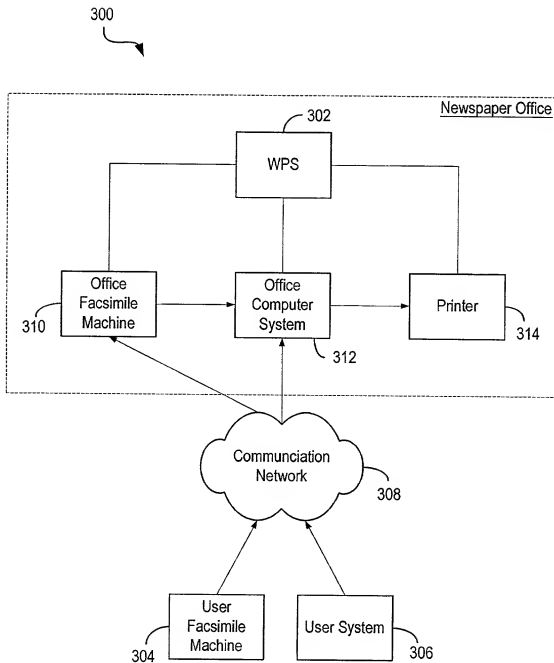 300
Newspaper Office
302
WPS
Office
Facsimile
Machine
310
Office
Computer
System
312
Printer
314
Communciation
Network
308
User
Facsimile
Machine
304
User System
306